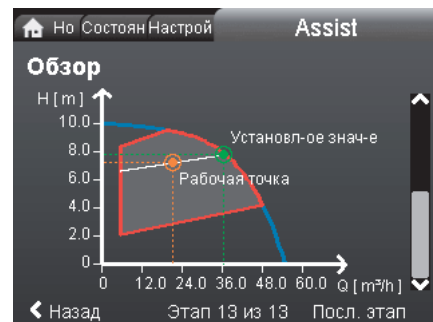 Но Состоян Настрой Assist
Обзор
H [ m ]
10.0
Установл-ое знач-е
8.0
6.0
Рабочая точка
4.0
2.0
0
0 12.0 24.0 36.0 48.0 60.0 Q [ m³/h ]
Назад Этап 13 из 13 Посл. этап